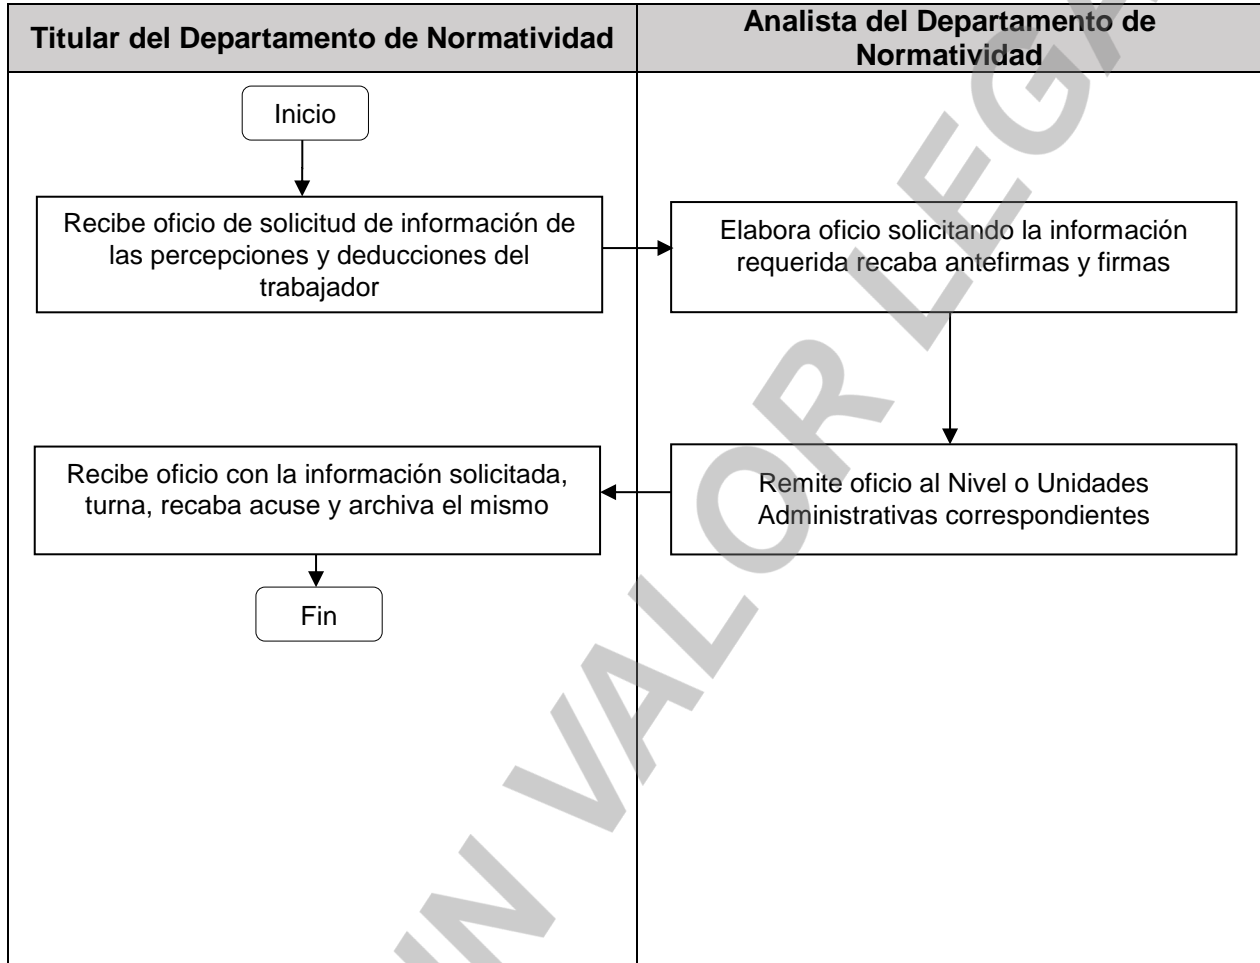 Titular del Departamento de Normatividad
Analista del Departamento de
Normatividad
Inicio
Recibe oficio de solicitud de información de
las percepciones y deducciones del
trabajador
Elabora oficio solicitando la información
requerida recaba antefirmas y firmas
Remite oficio al Nivel o Unidades
Administrativas correspondientes
Recibe oficio con la información solicitada,
turna, recaba acuse y archiva el mismo
Fin
IN VALOR LEGA